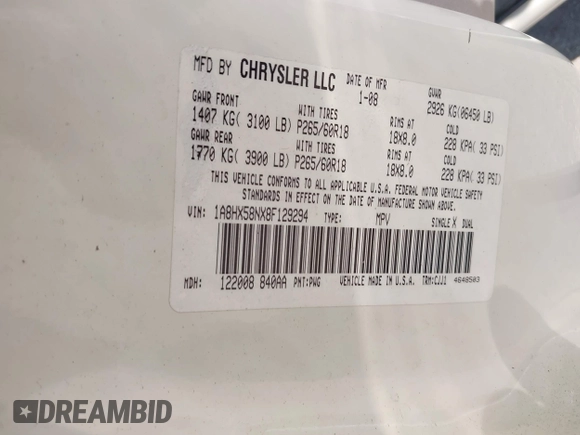 MFD BY CHRYSLER LLC DATE OF MFR 1-08 GVWR 2926 KG(06450 LB)
GAWR FRONT WITH TIRES RIMS AT COLD
1407 KG( 3100 LB) P265/60R18 18X8.0 228 KPA( 33 PSI)
GAWR REAR WITH TIRES RIMS AT COLD
1770 KG( 3900 LB) P265/60R18 18X8.0 228 KPA( 33 PSI)
THIS VEHICLE CONFORMS TO ALL APPLICABLE U.S.A. FEDERAL MOTOR VEHICLE SAFETY
STANDARDS IN EFFECT ON THE DATE OF MANUFACTURE SHOWN ABOVE.
VIN: 1A8HX58NX8F129294 TYPE: MPV SINGLE X DUAL
MDH: 122008 840AA PNT:PWG VEHICLE MADE IN U.S.A. TRM:CJJ1 4648503
DREAMBID